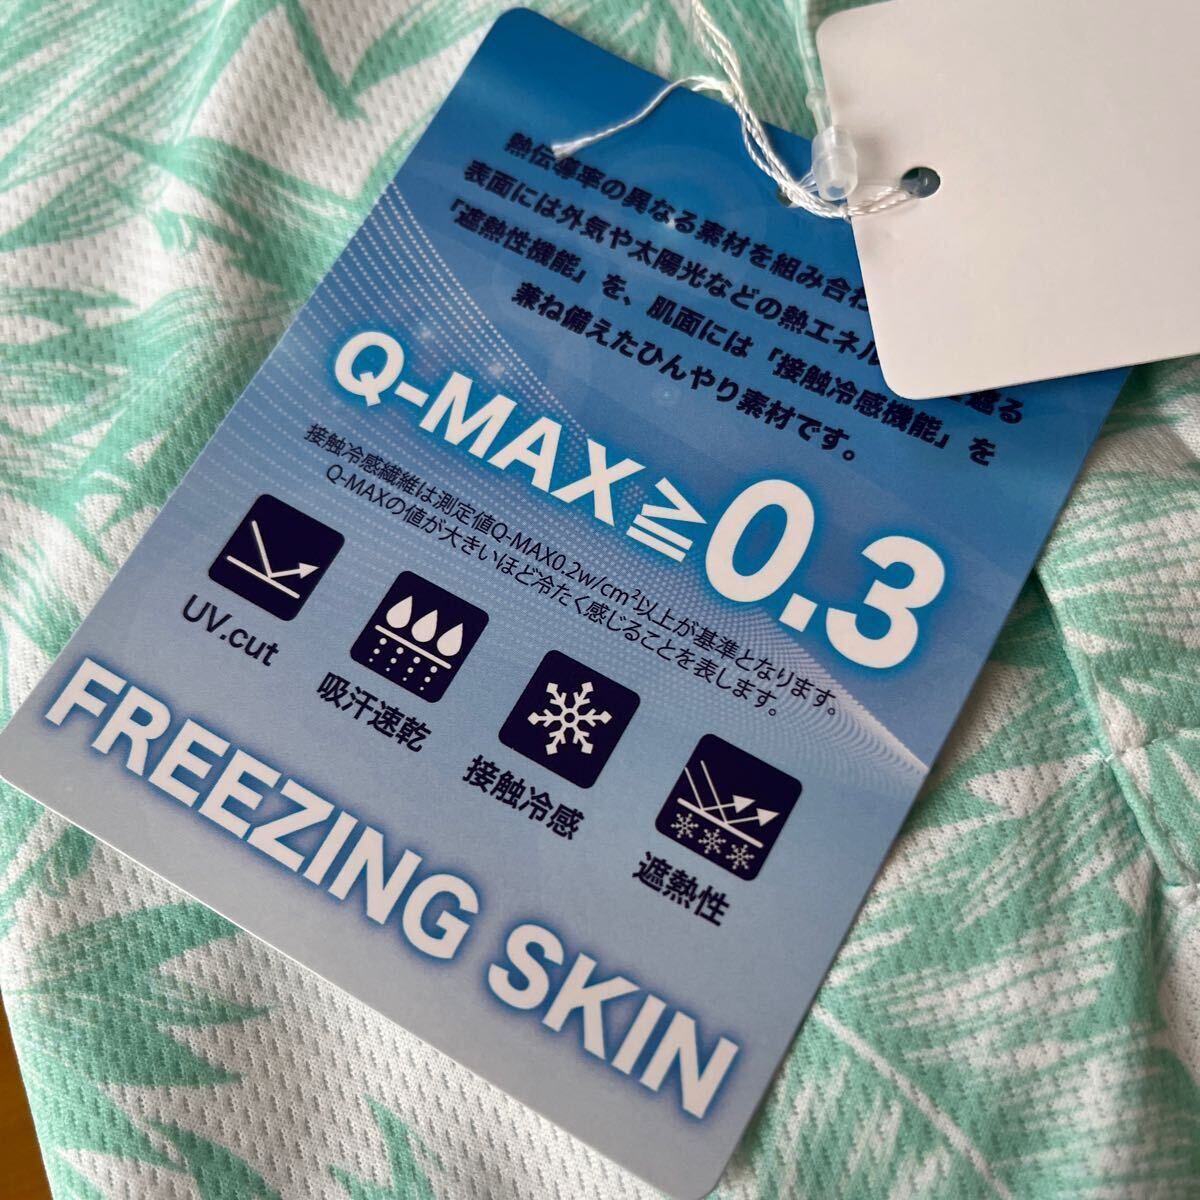 熱伝導率の異なる素材を組み合わ
表面には外気や太陽光などの熱エネル を遮る
「遮熱性機能」を、肌面には「接触冷感機能」を
兼ね備えたひんやり素材です。
Q-MAX≧0.3
接触冷感繊維は測定値Q-MAX0.2w/cm²以上が基準となります。
Q-MAXの値が大きいほど冷たく感じることを表します。
UV.cut
吸汗速乾
接触冷感
遮熱性
FREEZING SKIN